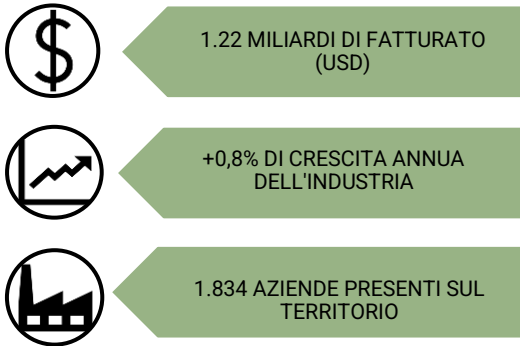 1.22 MILIARDI DI FATTURATO
(USD)
+0,8% DI CRESCITA ANNUA
DELL'INDUSTRIA
1.834 AZIENDE PRESENTI SUL
TERRITORIO